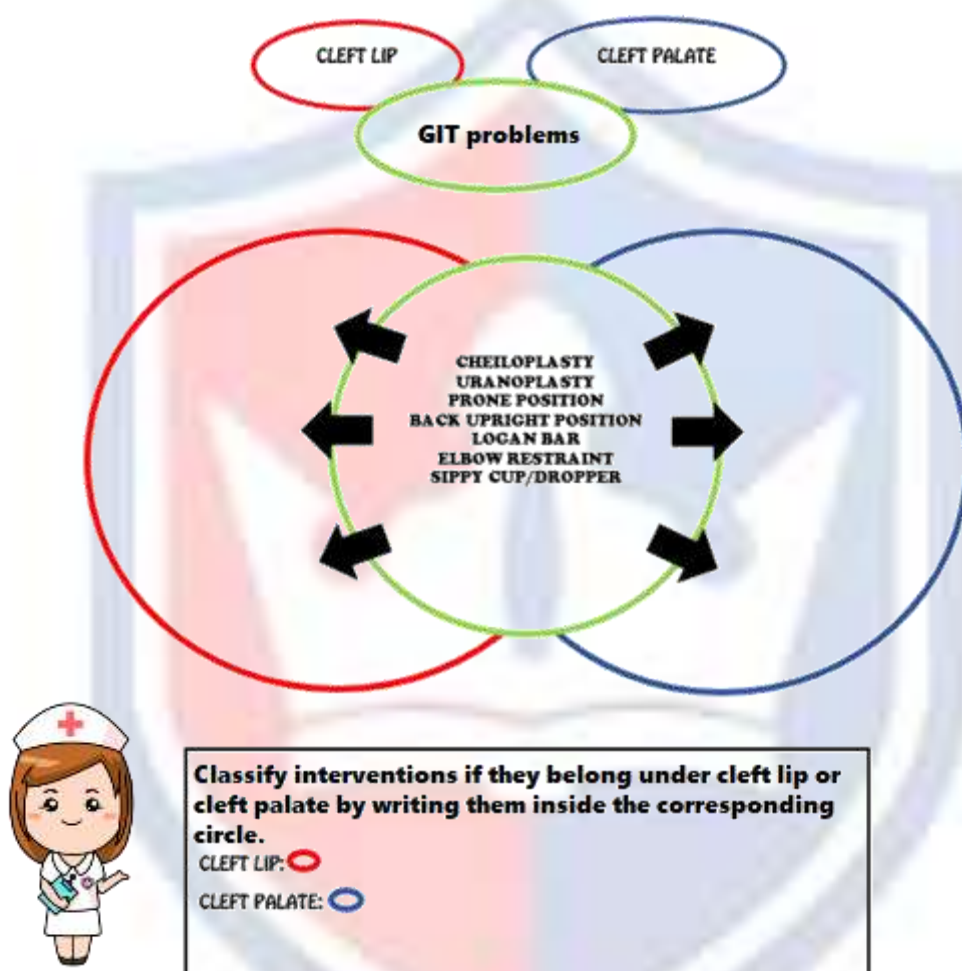 CLEFT LIP
CLEFT PALATE
GIT problems
CHEILOPLASTY
URANOPLASTY
PRONE POSITION
BACK UPRIGHT POSITION
LOGAN BAR
ELBOW RESTRAINT
SIPPY CUP/DROPPER
Classify interventions if they belong under cleft lip or
cleft palate by writing them inside the corresponding
circle.
CLEFT LIP:
CLEFT PALATE: